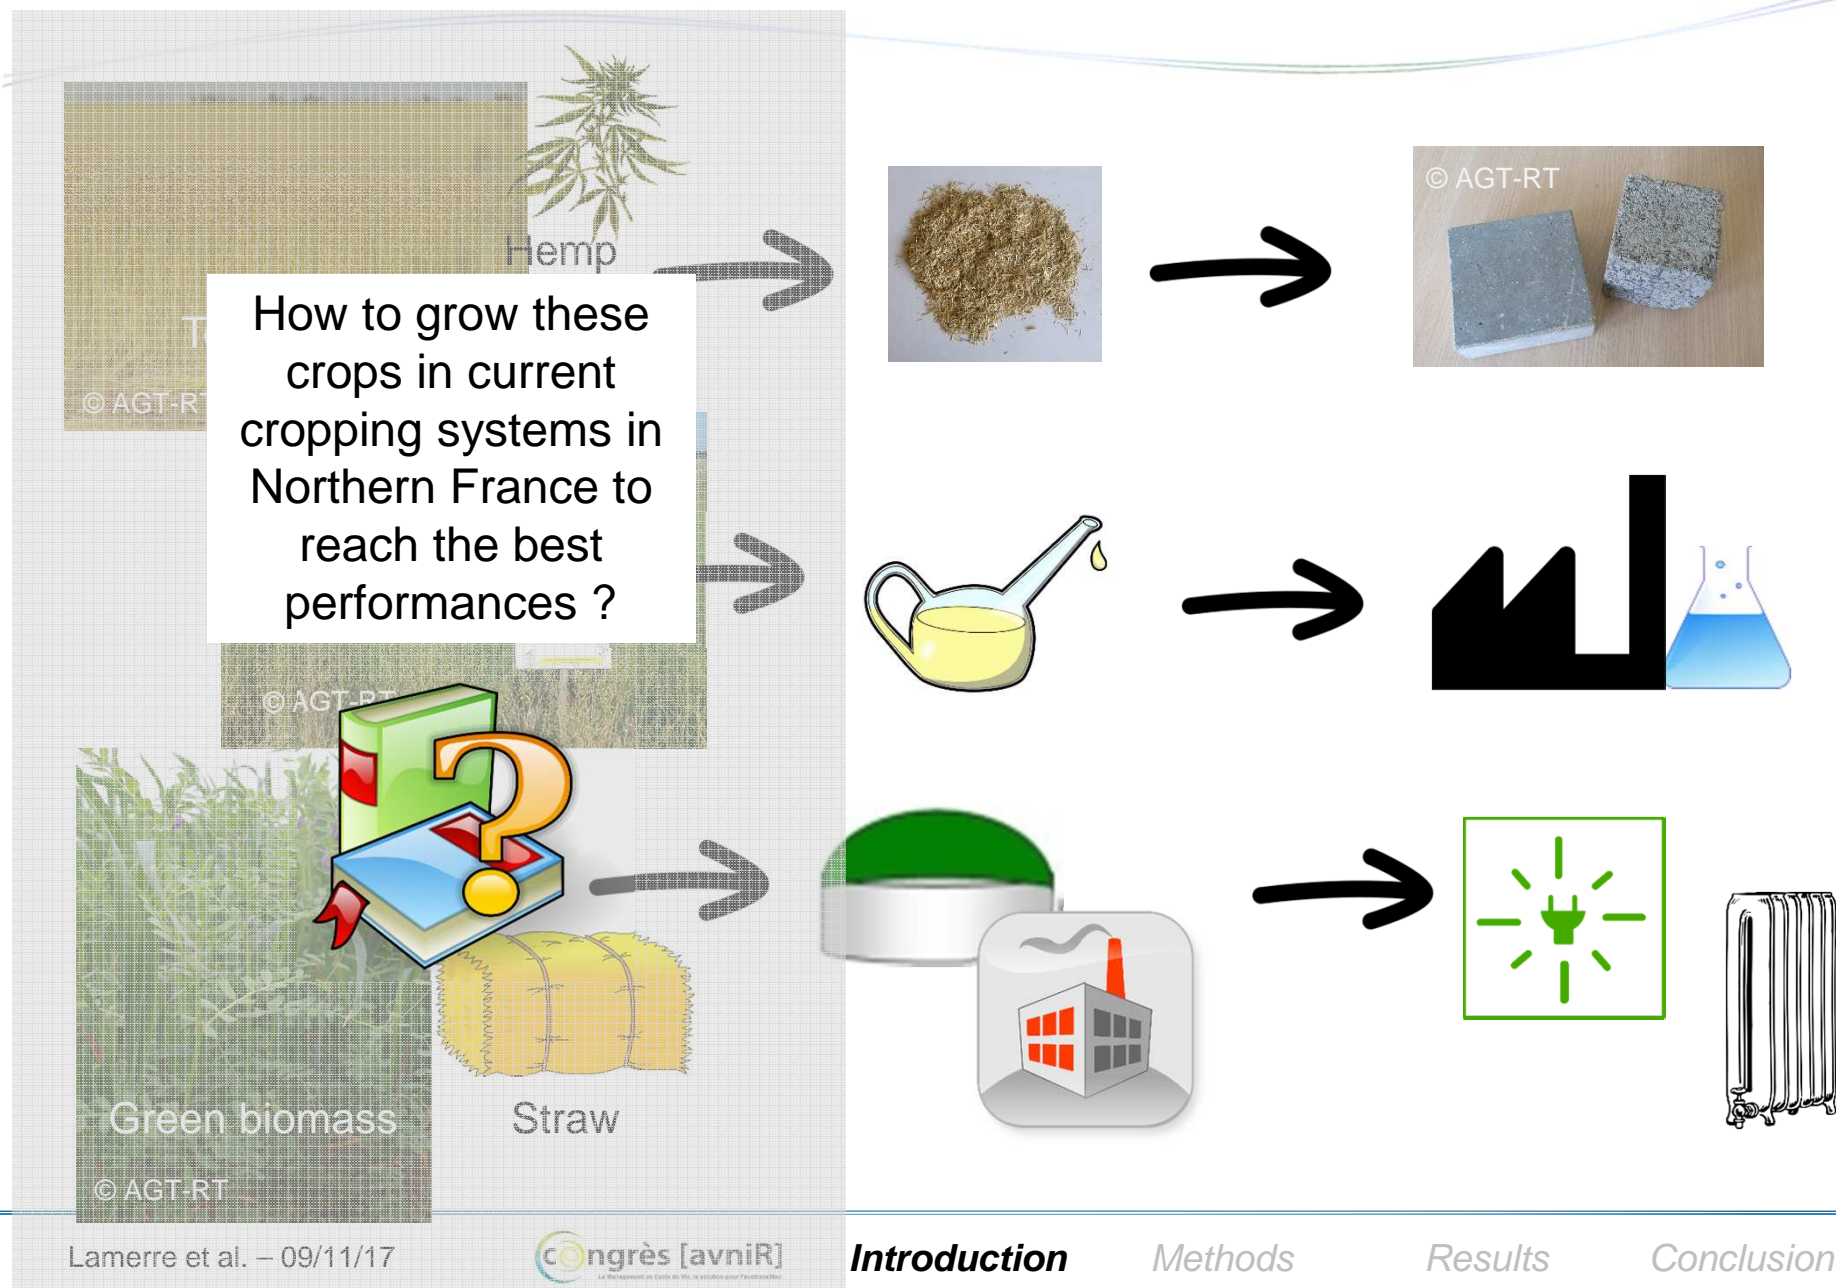 © AGT-RT
Hemp
How to grow these
crops in current
cropping systems in
Northern France to
reach the best
performances ?
© AGT-R
© AGT-RT
Green biomass
Straw
© AGT-RT
Lamerre et al. – 09/11/17
congrès [avniR]
Introduction
Methods
Results
Conclusion